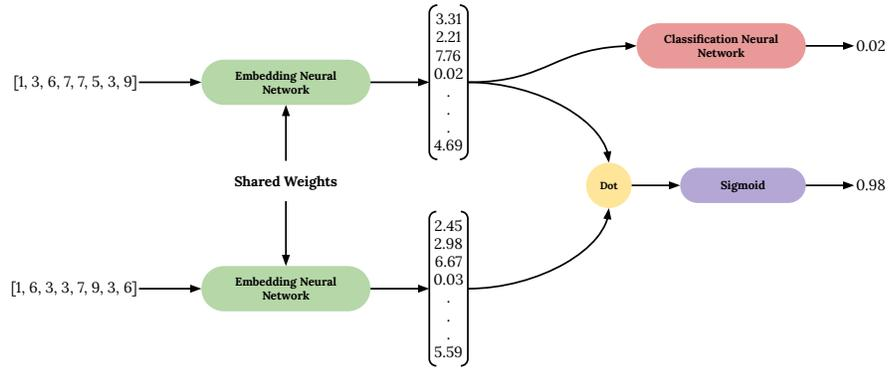 [1, 3, 6, 7, 7, 5, 3, 9]
Embedding Neural
Network
3.31
2.21
7.76
0.02
.
.
.
4.69
Classification Neural
Network
0.02
Shared Weights
Dot
Sigmoid
0.98
[1, 6, 3, 3, 7, 9, 3, 6]
Embedding Neural
Network
2.45
2.98
6.67
0.03
.
.
.
5.59